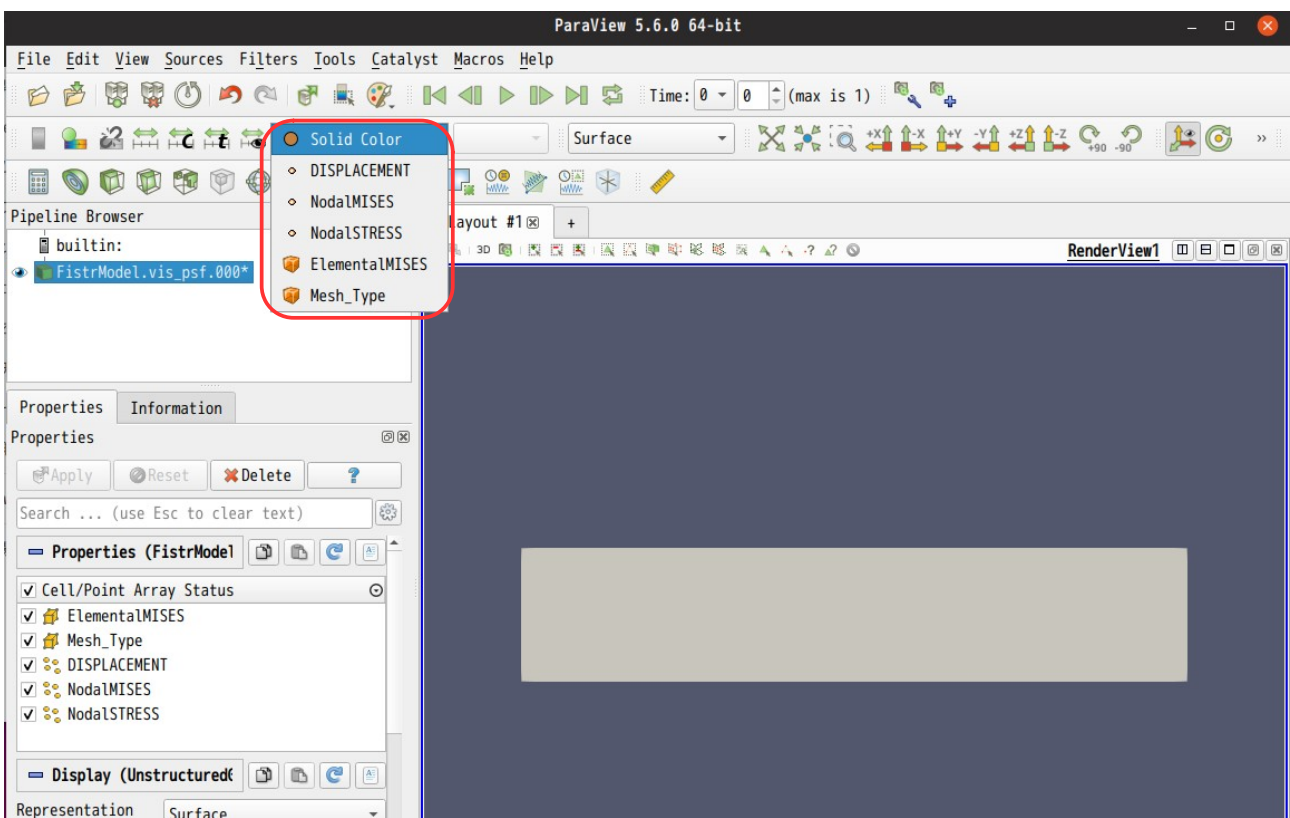 ParaView 5.6.0 64-bit
File Edit View Sources Filters Tools Catalyst Macros Help
Time: 0 0 (max is 1)
Solid Color
DISPLACEMENT
NodalMISES
NodalSTRESS
ElementalMISES
Mesh_Type
Surface
+X -X +Y -Y +Z -Z +90 -90
Pipeline Browser
builtin:
FistrModel.vis_psf.000*
ayout #1 +
3D
RenderView1
Properties Information
Properties
Apply Reset Delete ?
Search ... (use Esc to clear text)
Properties (FistrModel
Cell/Point Array Status
ElementalMISES
Mesh_Type
DISPLACEMENT
NodalMISES
NodalSTRESS
Display (Unstructured
Representation Surface